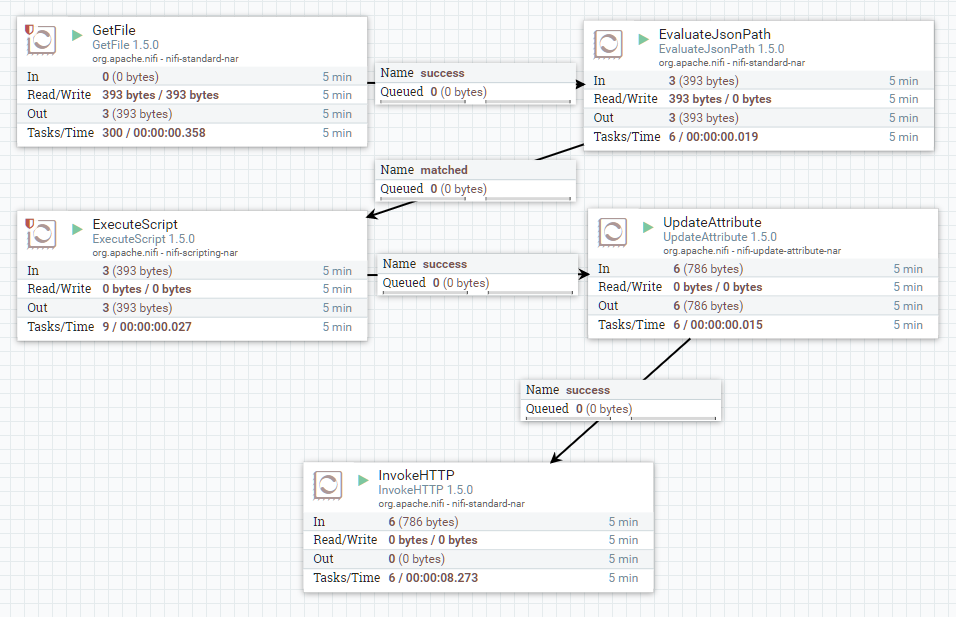 GetFile
GetFile 1.5.0
org.apache.nifi - nifi-standard-nar
In 0 (0 bytes) 5 min
Read/Write 393 bytes / 393 bytes 5 min
Out 3 (393 bytes) 5 min
Tasks/Time 300 / 00:00:00.358 5 min
Name success
Queued 0 (0 bytes)
EvaluateJsonPath
EvaluateJsonPath 1.5.0
org.apache.nifi - nifi-standard-nar
In 3 (393 bytes) 5 min
Read/Write 393 bytes / 0 bytes 5 min
Out 3 (393 bytes) 5 min
Tasks/Time 6 / 00:00:00.019 5 min
Name matched
Queued 0 (0 bytes)
ExecuteScript
ExecuteScript 1.5.0
org.apache.nifi - nifi-scripting-nar
In 3 (393 bytes) 5 min
Read/Write 0 bytes / 0 bytes 5 min
Out 3 (393 bytes) 5 min
Tasks/Time 9 / 00:00:00.027 5 min
Name success
Queued 0 (0 bytes)
UpdateAttribute
UpdateAttribute 1.5.0
org.apache.nifi - nifi-update-attribute-nar
In 6 (786 bytes) 5 min
Read/Write 0 bytes / 0 bytes 5 min
Out 6 (786 bytes) 5 min
Tasks/Time 6 / 00:00:00.015 5 min
Name success
Queued 0 (0 bytes)
InvokeHTTP
InvokeHTTP 1.5.0
org.apache.nifi - nifi-standard-nar
In 6 (786 bytes) 5 min
Read/Write 0 bytes / 0 bytes 5 min
Out 0 (0 bytes) 5 min
Tasks/Time 6 / 00:00:08.273 5 min